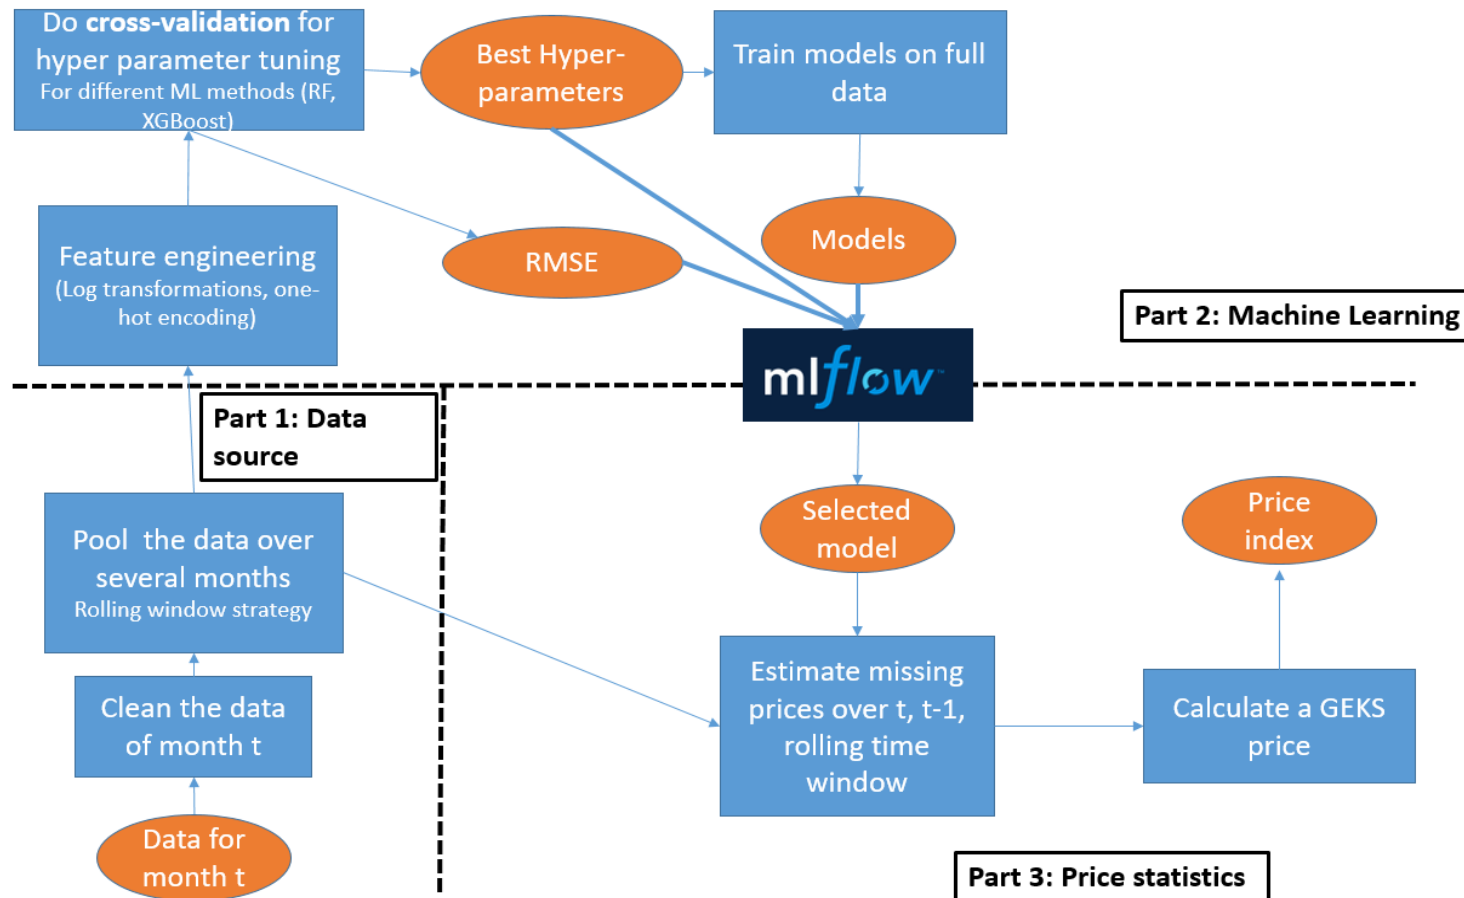 Do cross-validation for
hyper parameter tuning
For different ML methods (RF,
XGBoost)
Best Hyper-
parameters
Train models on full
data
Feature engineering
(Log transformations, one-
hot encoding)
RMSE
Models
Part 2: Machine Learning
mlflow™
Part 1: Data
source
Pool the data over
several months
Rolling window strategy
Selected
model
Price
index
Clean the data
of month t
Estimate missing
prices over t, t-1,
rolling time
window
Calculate a GEKS
price
Data for
month t
Part 3: Price statistics